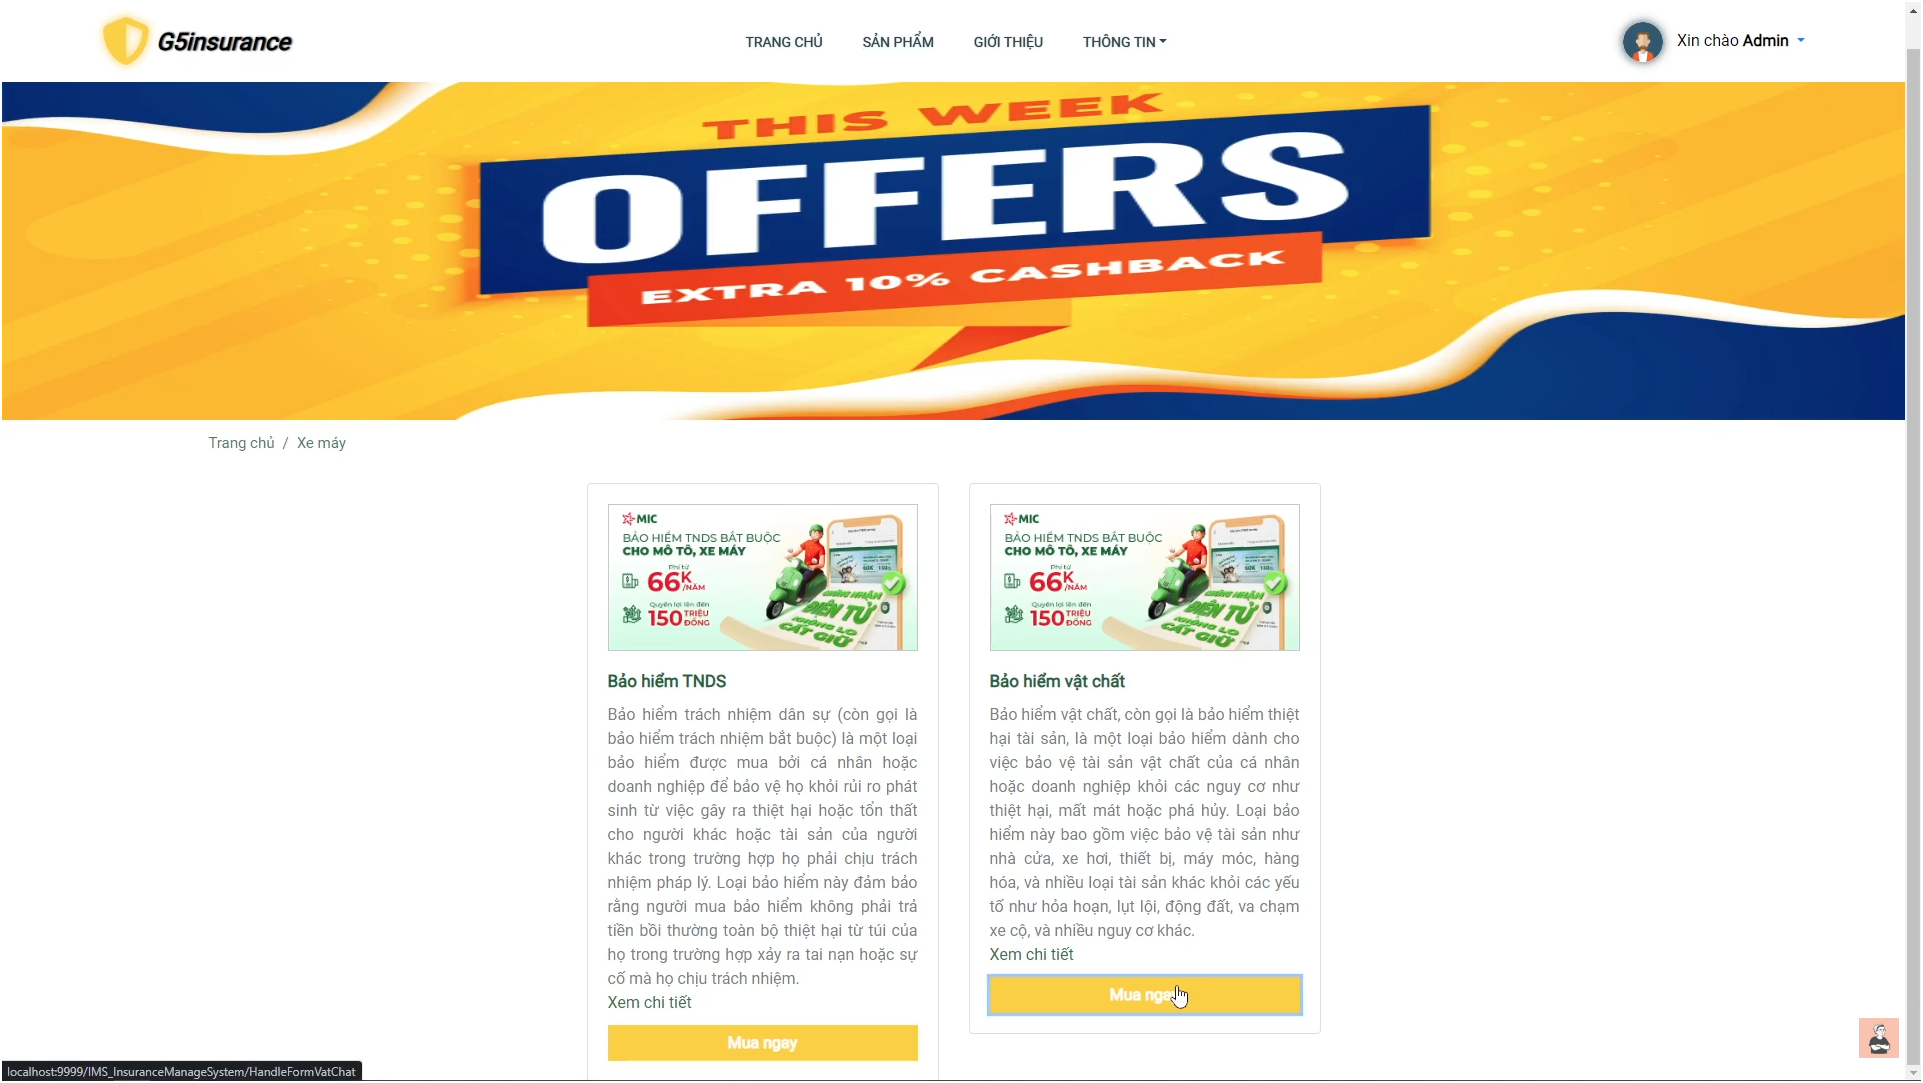 G5insurance
TRANG CHỦ
SẢN PHẨM
GIỚI THIỆU
THÔNG TIN
Xin chào Admin
THIS WEEK
OFFERS
EXTRA 10% CASHBACK
Trang chủ / Xe máy
MIC
BẢO HIỂM TNDS BẮT BUỘC
CHO MÔ TÔ, XE MÁY
Phí từ
66K/NĂM
Quyền lợi lên đến
150 TRIỆU ĐỒNG
CHỨNG NHẬN
ĐIỆN TỬ
KHÔNG LO
CẤT GIỮ
Bảo hiểm TNDS
Bảo hiểm trách nhiệm dân sự (còn gọi là
bảo hiểm trách nhiệm bắt buộc) là một loại
bảo hiểm được mua bởi cá nhân hoặc
doanh nghiệp để bảo vệ họ khỏi rủi ro phát
sinh từ việc gây ra thiệt hại hoặc tổn thất
cho người khác hoặc tài sản của người
khác trong trường hợp họ phải chịu trách
nhiệm pháp lý. Loại bảo hiểm này đảm bảo
rằng người mua bảo hiểm không phải trả
tiền bồi thường toàn bộ thiệt hại từ túi của
họ trong trường hợp xảy ra tai nạn hoặc sự
cố mà họ chịu trách nhiệm.
Xem chi tiết
Mua ngay
MIC
BẢO HIỂM TNDS BẮT BUỘC
CHO MÔ TÔ, XE MÁY
Phí từ
66K/NĂM
Quyền lợi lên đến
150 TRIỆU ĐỒNG
CHỨNG NHẬN
ĐIỆN TỬ
KHÔNG LO
CẤT GIỮ
Bảo hiểm vật chất
Bảo hiểm vật chất, còn gọi là bảo hiểm thiệt
hại tài sản, là một loại bảo hiểm dành cho
việc bảo vệ tài sản vật chất của cá nhân
hoặc doanh nghiệp khỏi các nguy cơ như
thiệt hại, mất mát hoặc phá hủy. Loại bảo
hiểm này bao gồm việc bảo vệ tài sản như
nhà cửa, xe hơi, thiết bị, máy móc, hàng
hóa, và nhiều loại tài sản khác khỏi các yếu
tố như hỏa hoạn, lụt lội, động đất, va chạm
xe cộ, và nhiều nguy cơ khác.
Xem chi tiết
Mua ngay
localhost:9999/IMS_InsuranceManageSystem/HandleFormVatChat